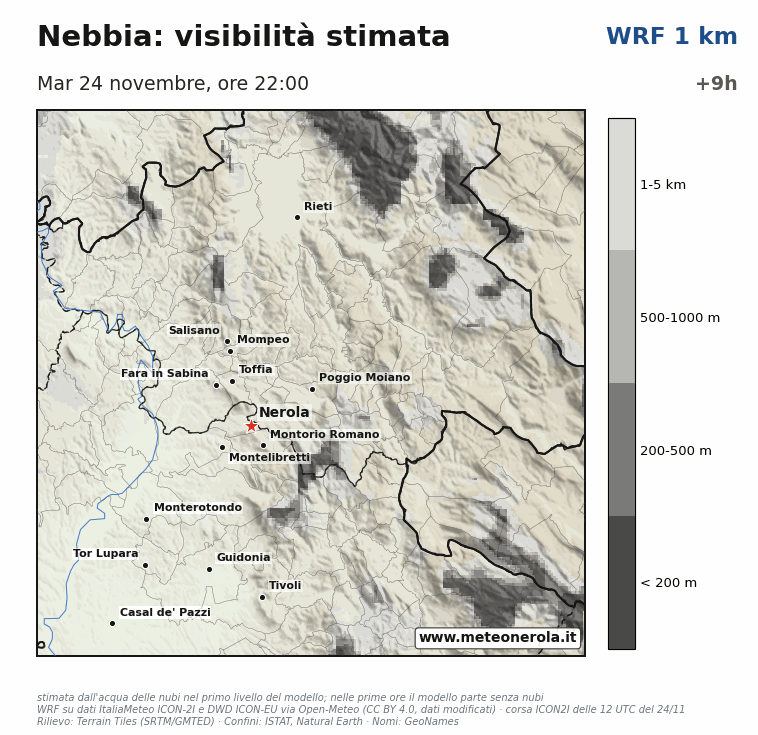 Nebbia: visibilità stimata
WRF 1 km
Mar 24 novembre, ore 22:00
+9h
1-5 km
Rieti
500-1000 m
Salisano
Mompeo
Toffia
Fara in Sabina
Poggio Moiano
Nerola
Montorio Romano
Montelibretti
200-500 m
Monterotondo
Tor Lupara
Guidonia
Tivoli
< 200 m
Casal de' Pazzi
www.meteonerola.it
stimata dall'acqua delle nubi nel primo livello del modello; nelle prime ore il modello parte senza nubi
WRF su dati ItaliaMeteo ICON-2I e DWD ICON-EU via Open-Meteo (CC BY 4.0, dati modificati) · corsa ICON2I delle 12 UTC del 24/11
Rilievo: Terrain Tiles (SRTM/GMTED) · Confini: ISTAT, Natural Earth · Nomi: GeoNames